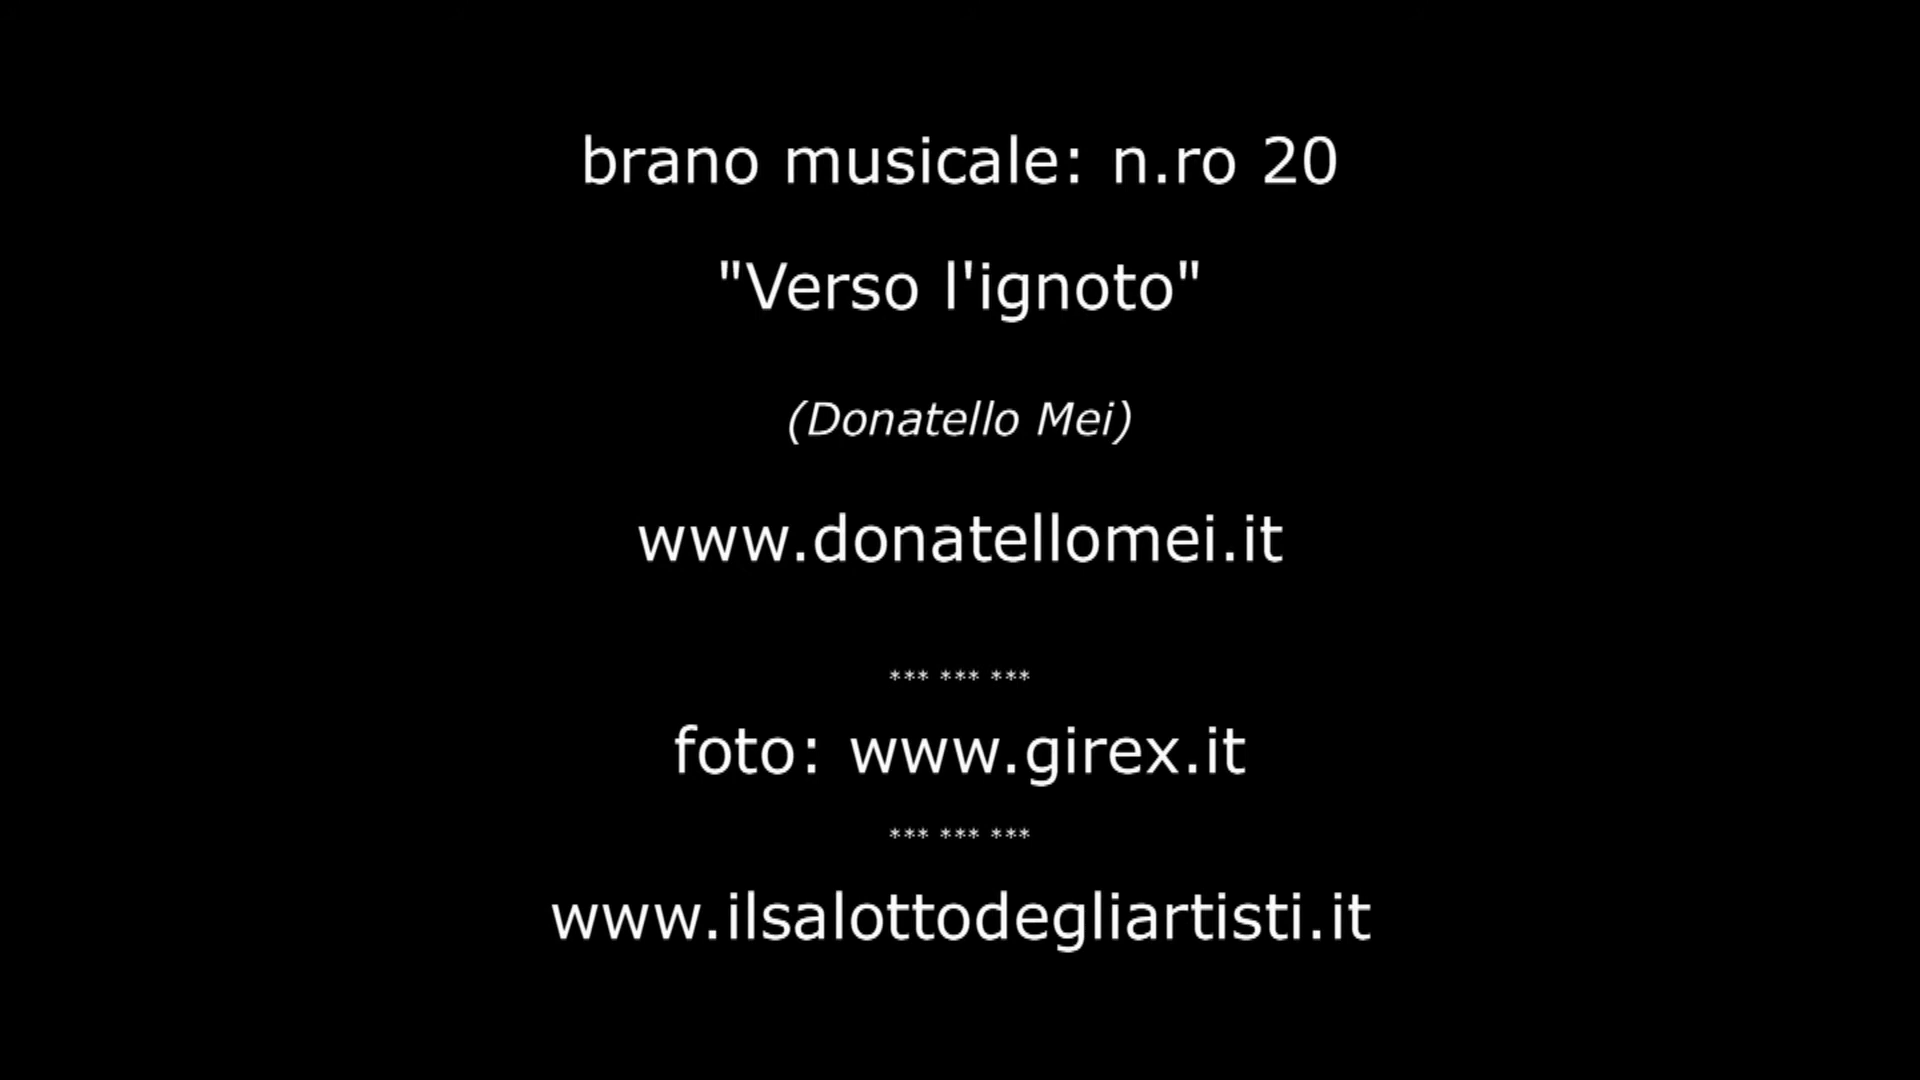 brano musicale: n.ro 20
"Verso l'ignoto"
(Donatello Mei)
www.donatellomei.it
*** *** ***
foto: www.girex.it
*** *** ***
www.ilsalottodegliartisti.it